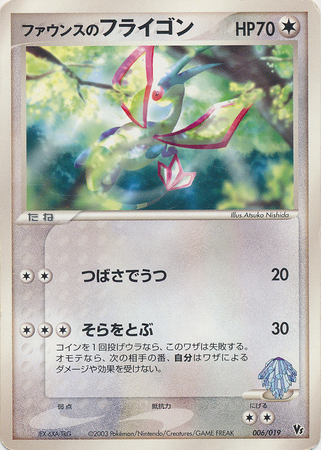 ファウンスのフライゴン HP70
Illus. Atsuko Nishida
たね
つばさでうつ 20
そらをとぶ 30
コインを1回投げウラなら、このワザは失敗する。
オモテなら、次の相手の番、自分はワザによる
ダメージや効果を受けない。
弱点 抵抗力 にげる
©2003 Pokémon/Nintendo/Creatures/GAME FREAK 006/019 Vs